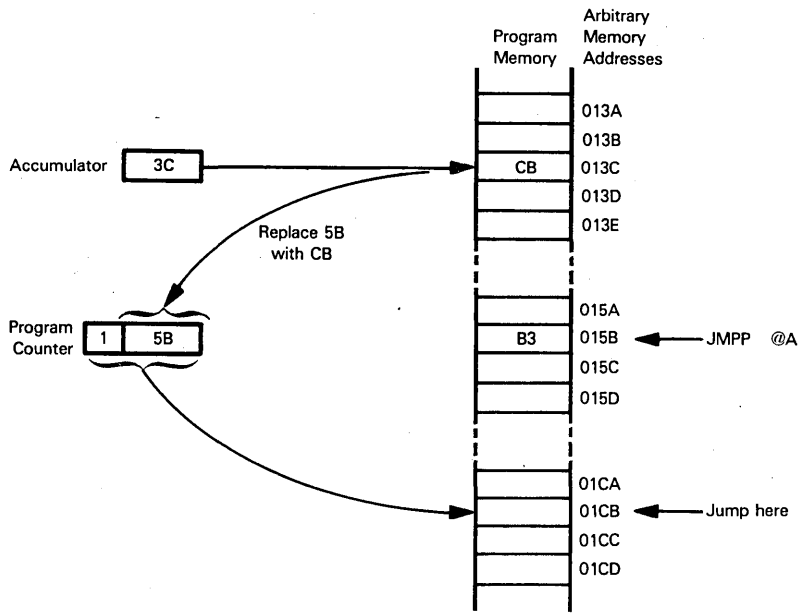 Arbitrary
Program Memory
Memory Addresses
013A
013B
Accumulator 3C CB 013C
013D
013E
Replace 5B
with CB
015A
Program
Counter 1 5B B3 015B JMPP @A
015C
015D
01CA
01CB Jump here
01CC
01CD